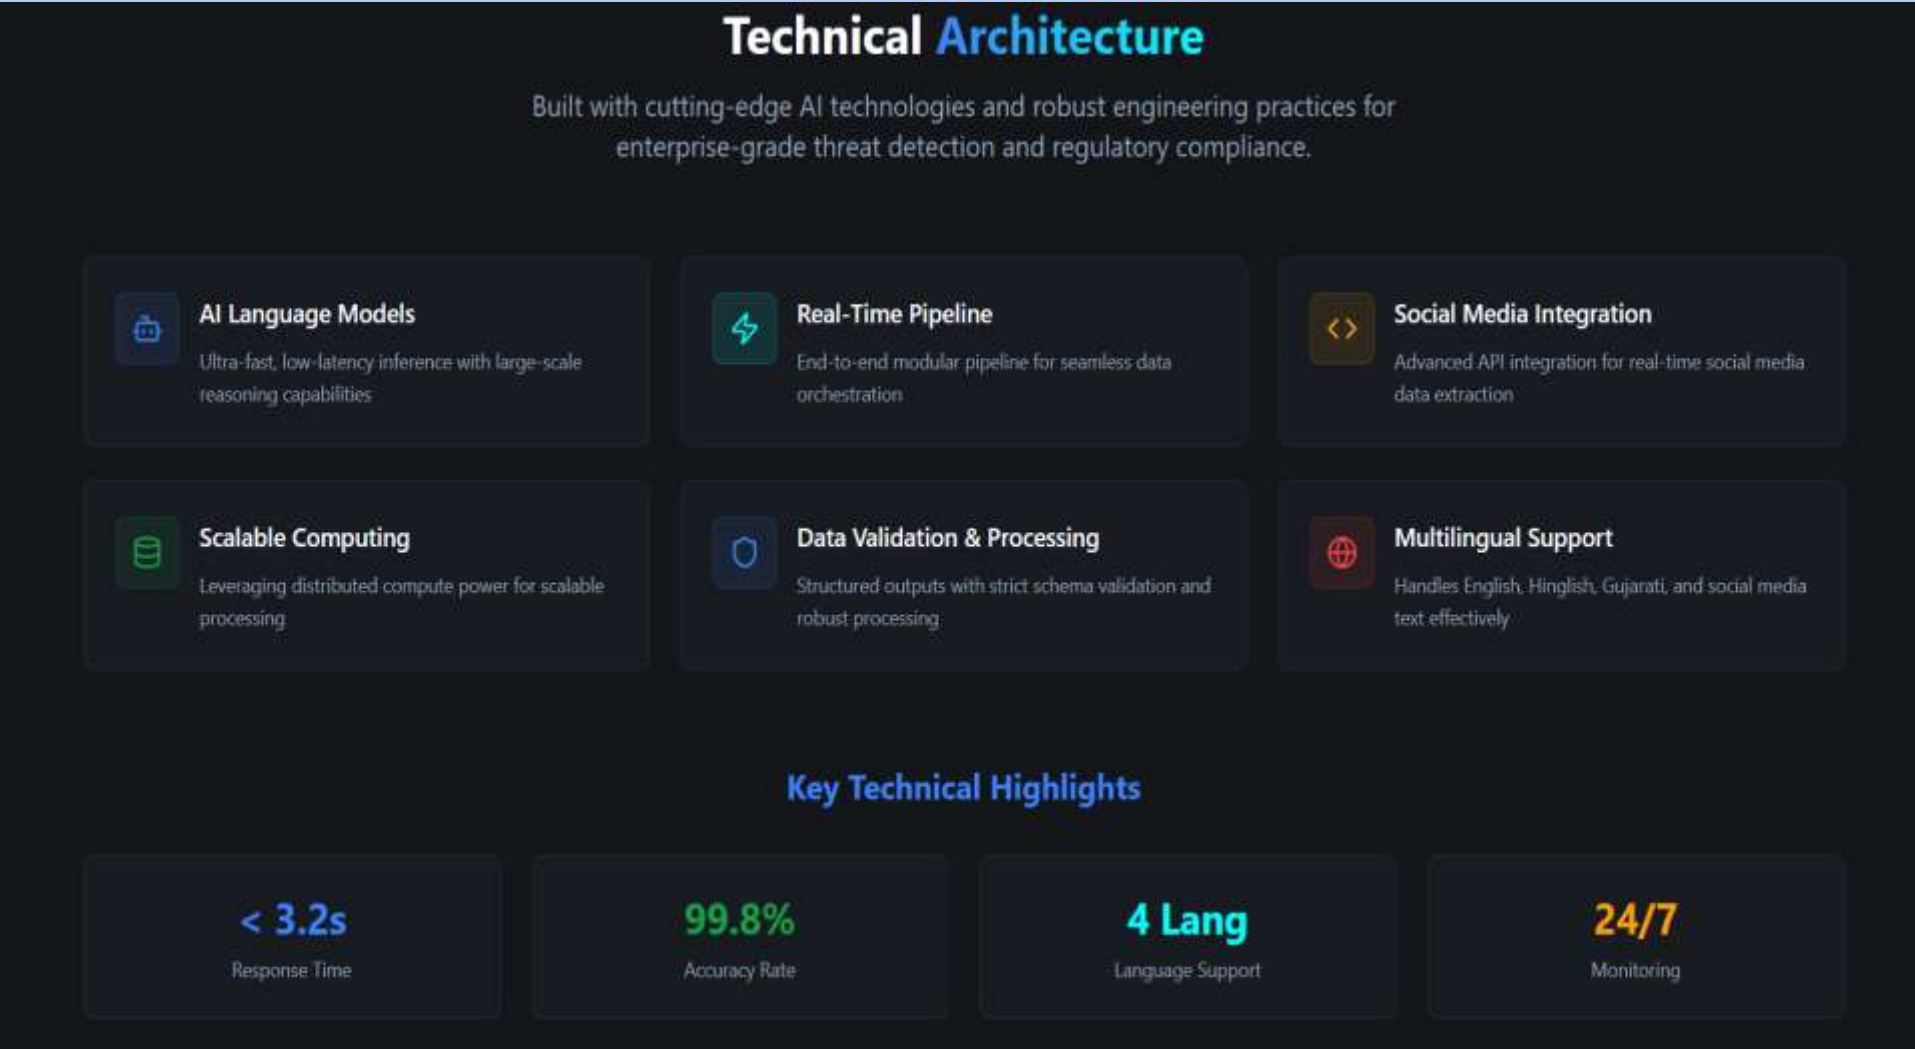 Technical Architecture
Built with cutting-edge AI technologies and robust engineering practices for
enterprise-grade threat detection and regulatory compliance.
AI Language Models
Ultra-fast, low-latency inference with large-scale
reasoning capabilities
Real-Time Pipeline
End-to-end modular pipeline for seamless data
orchestration
Social Media Integration
Advanced API integration for real-time social media
data extraction
Scalable Computing
Leveraging distributed compute power for scalable
processing
Data Validation & Processing
Structured outputs with strict schema validation and
robust processing
Multilingual Support
Handles English, Hinglish, Gujarati, and social media
text effectively
Key Technical Highlights
< 3.2s
Response Time
99.8%
Accuracy Rate
4 Lang
Language Support
24/7
Monitoring